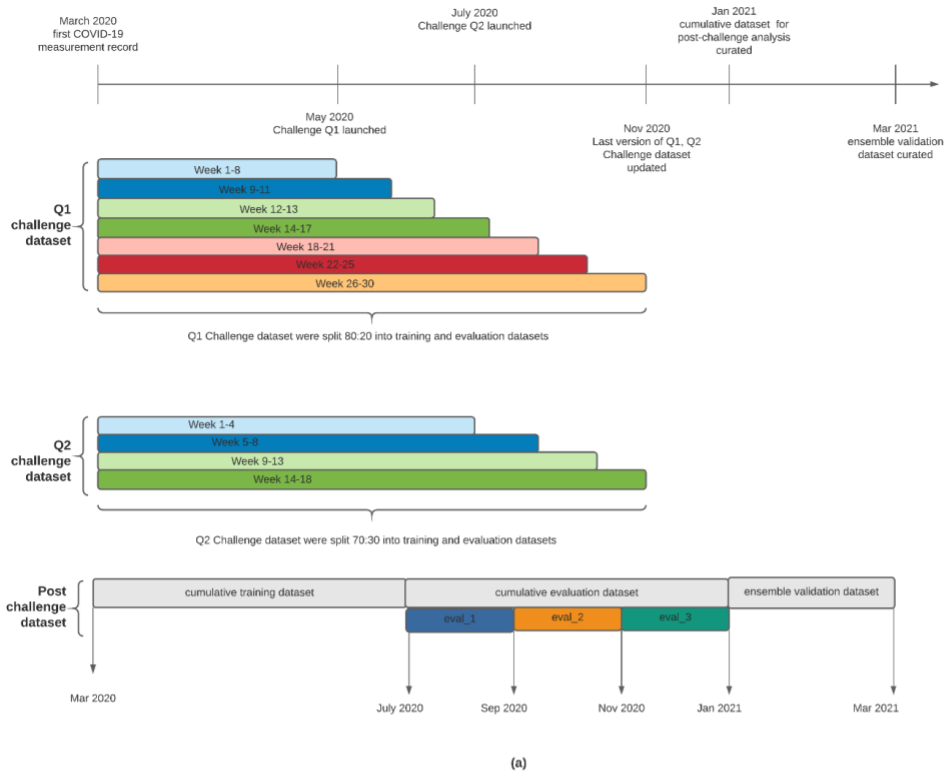 March 2020
first COVID-19
measurement record
July 2020
Challenge Q2 launched
Jan 2021
cumulative dataset for
post-challenge analysis
curated
May 2020
Challenge Q1 launched
Nov 2020
Last version of Q1, Q2
Challenge dataset
updated
Mar 2021
ensemble validation
dataset curated
Q1
challenge
dataset
Week 1-8
Week 9-11
Week 12-13
Week 14-17
Week 18-21
Week 22-25
Week 26-30
Q1 Challenge dataset were split 80:20 into training and evaluation datasets
Q2
challenge
dataset
Week 1-4
Week 5-8
Week 9-13
Week 14-18
Q2 Challenge dataset were split 70:30 into training and evaluation datasets
Post
challenge
dataset
cumulative training dataset
cumulative evaluation dataset
ensemble validation dataset
eval_1
eval_2
eval_3
Mar 2020
July 2020
Sep 2020
Nov 2020
Jan 2021
Mar 2021
(a)